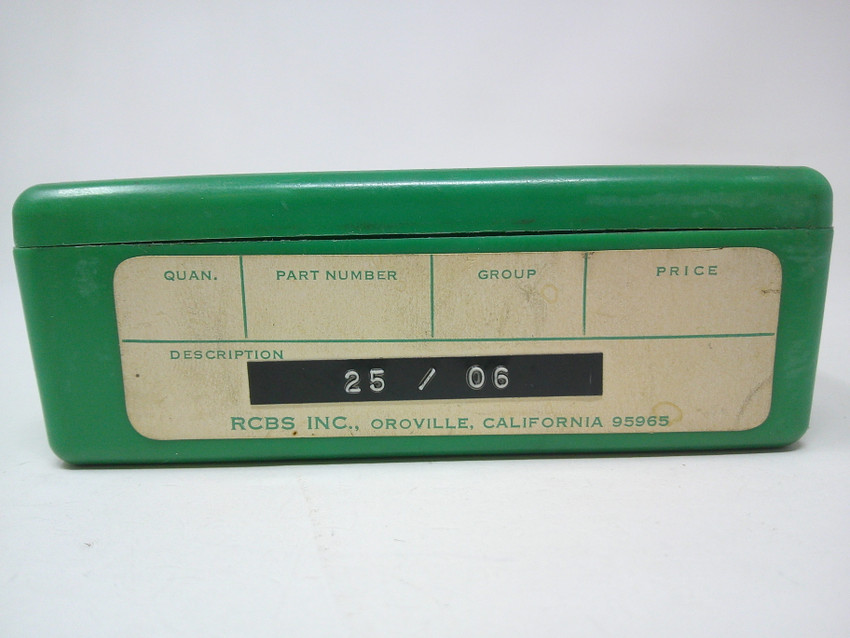 QUAN. PART NUMBER GROUP PRICE
DESCRIPTION
25 / 06
RCBS INC., OROVILLE, CALIFORNIA 95965